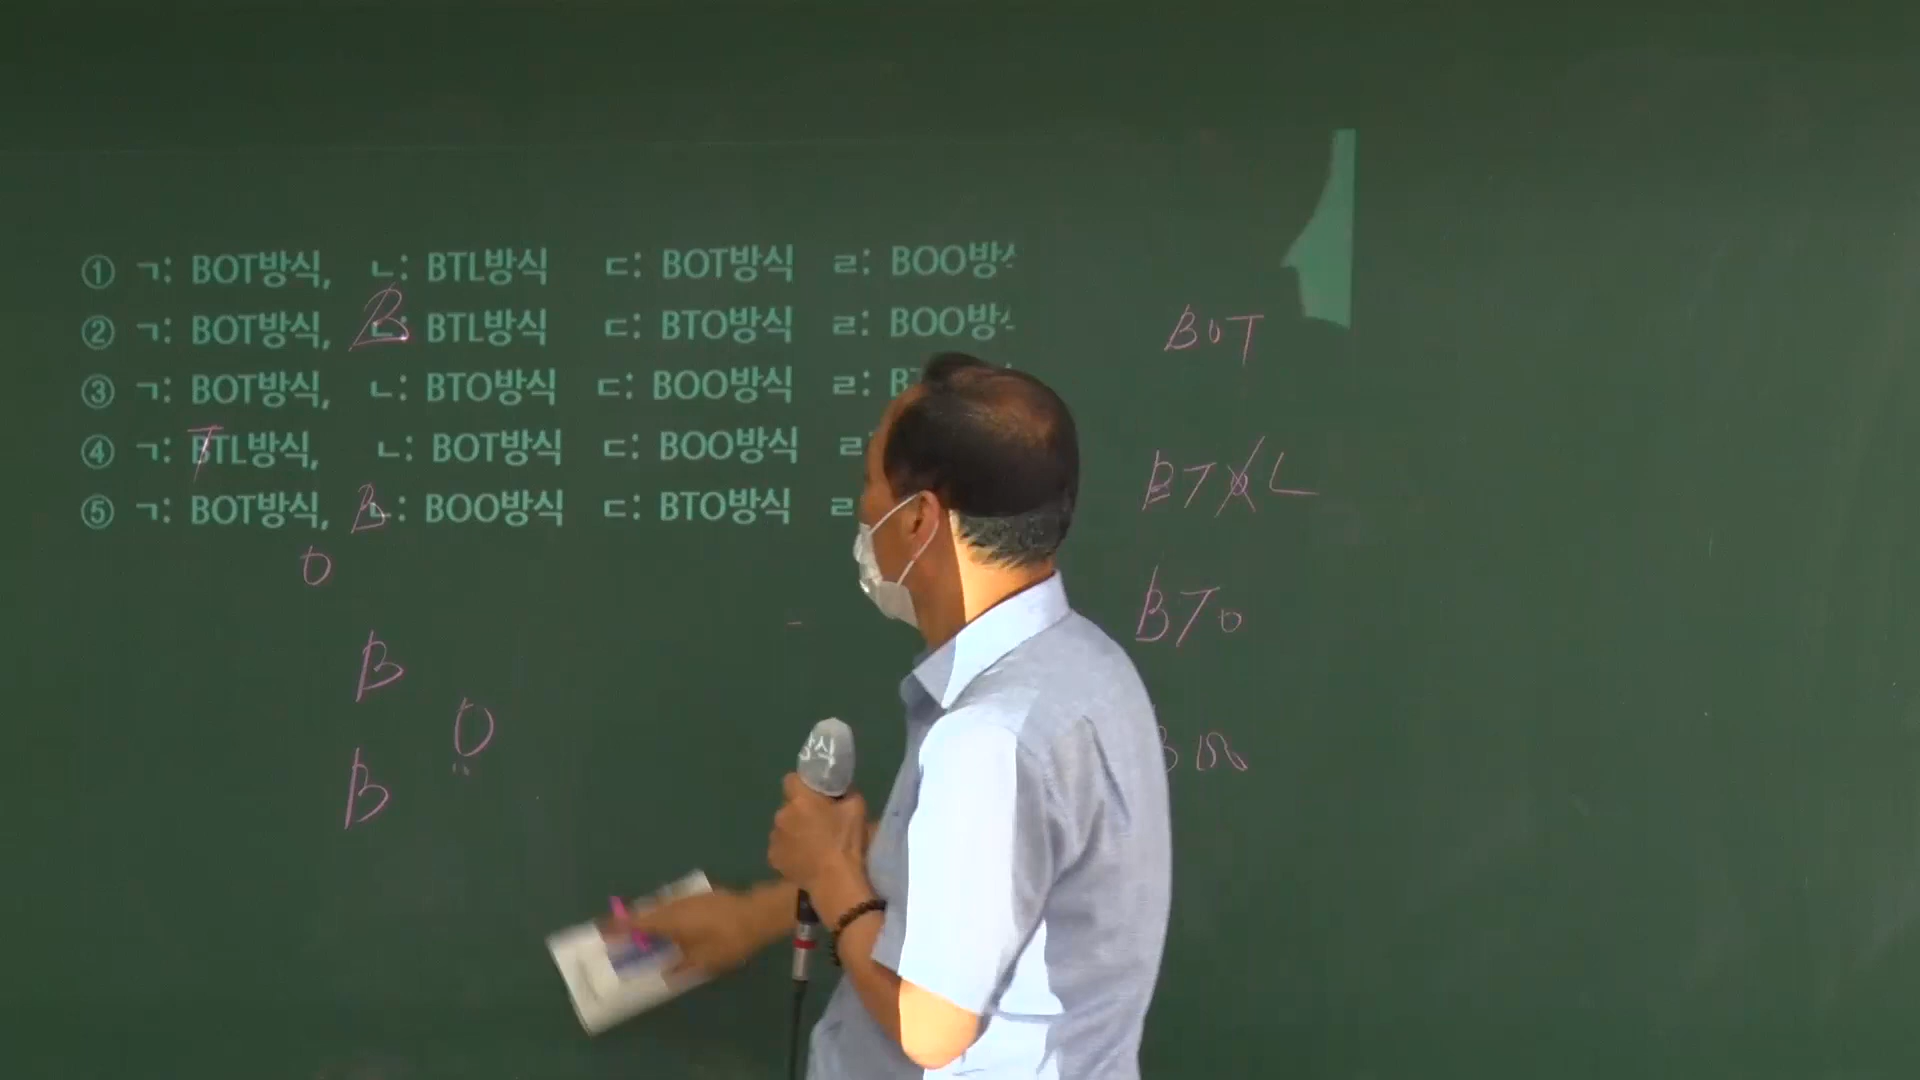 ① ㄱ: BOT방식, ㄴ: BTL방식 ㄷ: BOT방식 ㄹ: BOO방식
② ㄱ: BOT방식, ㄴ: BTL방식 ㄷ: BTO방식 ㄹ: BOO방식
③ ㄱ: BOT방식, ㄴ: BTO방식 ㄷ: BOO방식 ㄹ:
④ ㄱ: BTL방식, ㄴ: BOT방식 ㄷ: BOO방식 ㄹ
⑤ ㄱ: BOT방식, ㄴ: BOO방식 ㄷ: BTO방식 ㄹ
B
T
B
O
B
O
B
방식
BOT
BT L
BTO